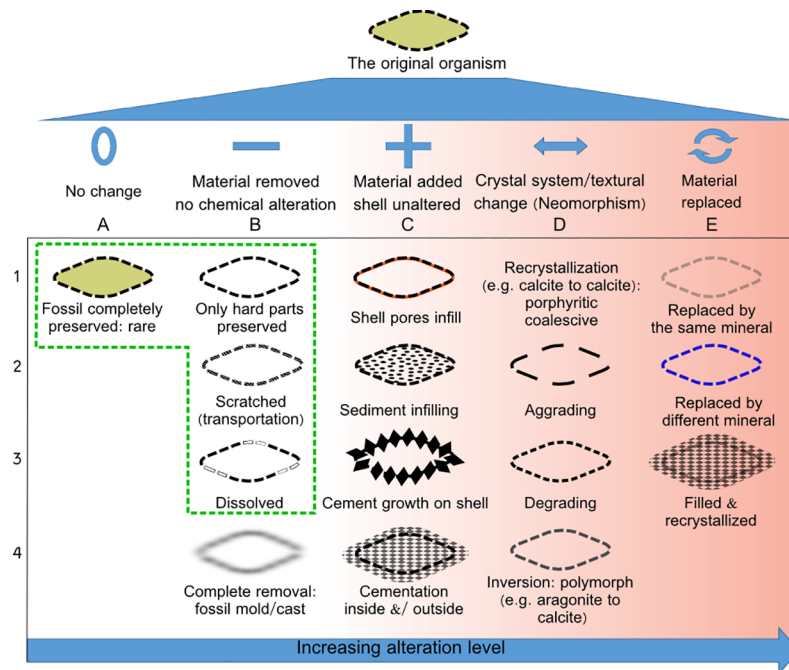 The original organism
No change
A
Material removed
no chemical alteration
B
Material added
shell unaltered
C
Crystal system/textural
change (Neomorphism)
D
Material
replaced
E
1
Fossil completely
preserved: rare
Only hard parts
preserved
Shell pores infill
Recrystallization
(e.g. calcite to calcite):
porphyritic
coalescive
Replaced by
the same mineral
2
Scratched
(transportation)
Sediment infilling
Aggrading
Replaced by
different mineral
3
Dissolved
Cement growth on shell
Degrading
Filled &
recrystallized
4
Complete removal:
fossil mold/cast
Cementation
inside &/ outside
Inversion: polymorph
(e.g. aragonite to
calcite)
Increasing alteration level